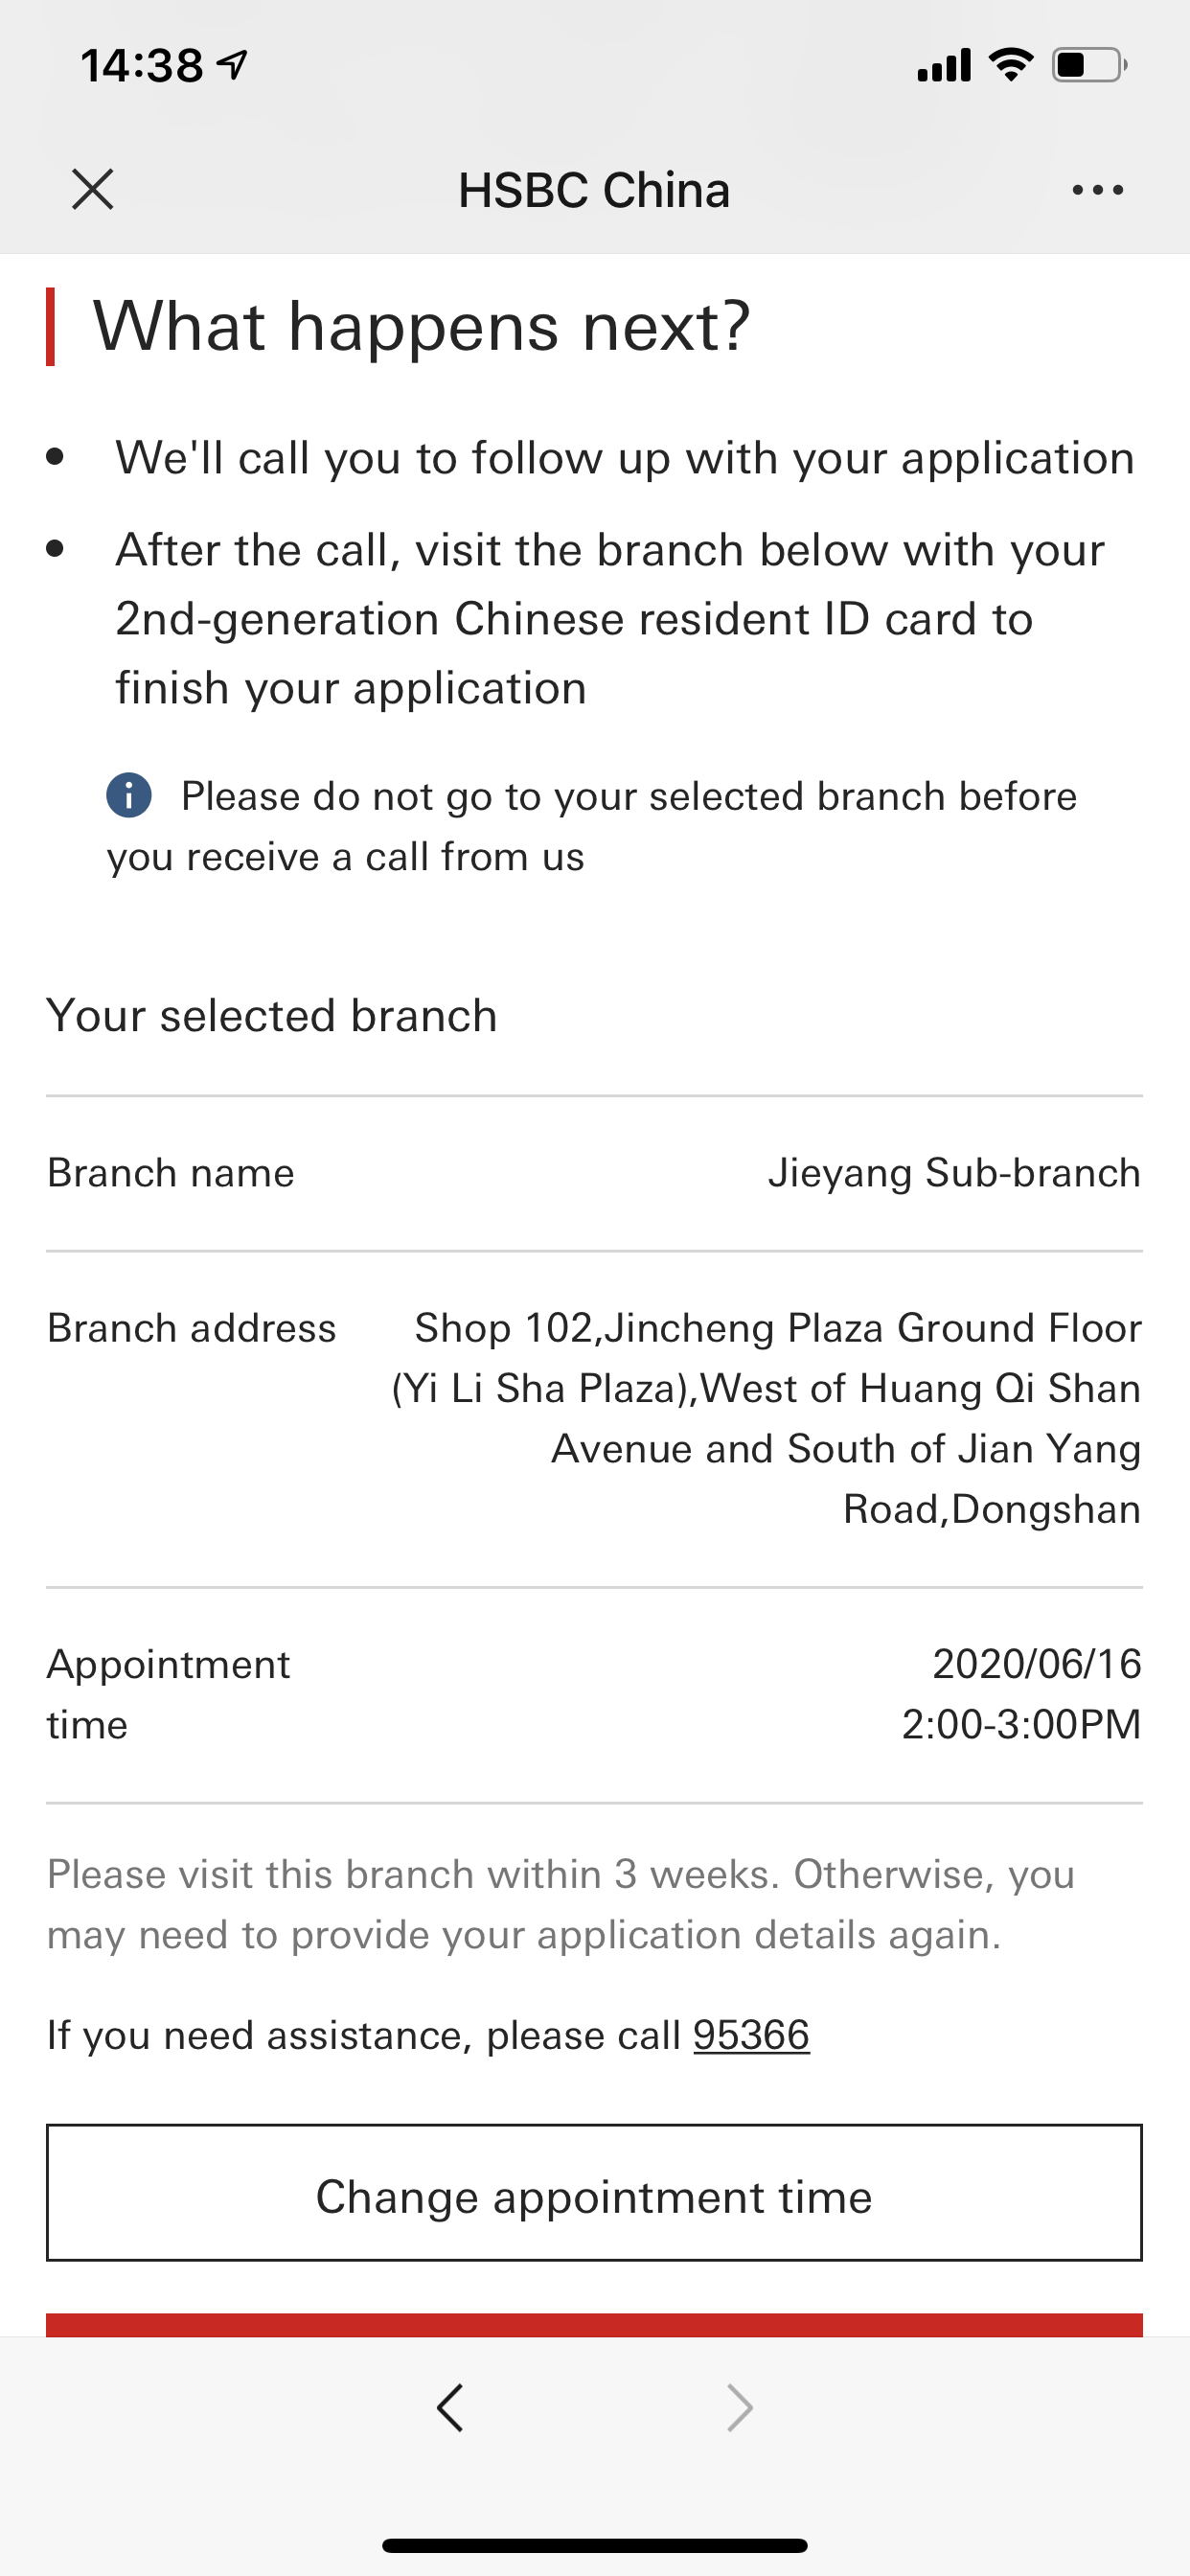 14:38
HSBC China
What happens next?
• We'll call you to follow up with your application
• After the call, visit the branch below with your
2nd-generation Chinese resident ID card to
finish your application
i Please do not go to your selected branch before
you receive a call from us
Your selected branch
Branch name Jieyang Sub-branch
Branch address Shop 102,Jincheng Plaza Ground Floor
(Yi Li Sha Plaza),West of Huang Qi Shan
Avenue and South of Jian Yang
Road,Dongshan
Appointment 2020/06/16
time 2:00-3:00PM
Please visit this branch within 3 weeks. Otherwise, you
may need to provide your application details again.
If you need assistance, please call 95366
Change appointment time